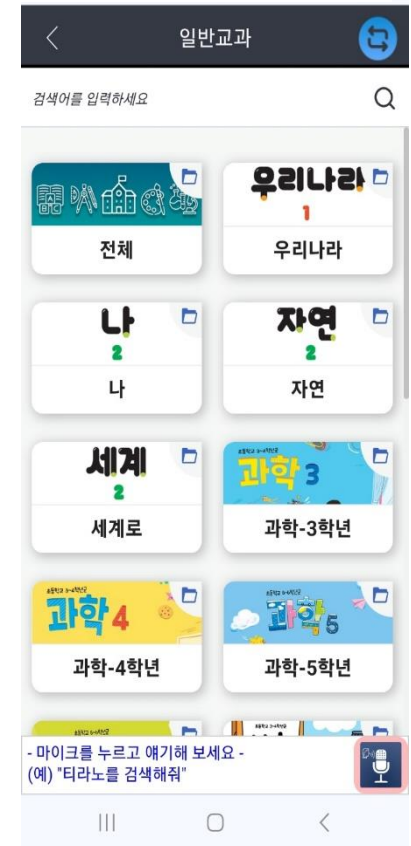 일반교과
검색어를 입력하세요
전체
우리나라
1
우리나라
나
2
나
자연
2
자연
세계
2
세계로
과학 3
과학-3학년
과학 4
과학-4학년
과학 5
과학-5학년
- 마이크를 누르고 얘기해 보세요 -
(예) "티라노를 검색해줘"